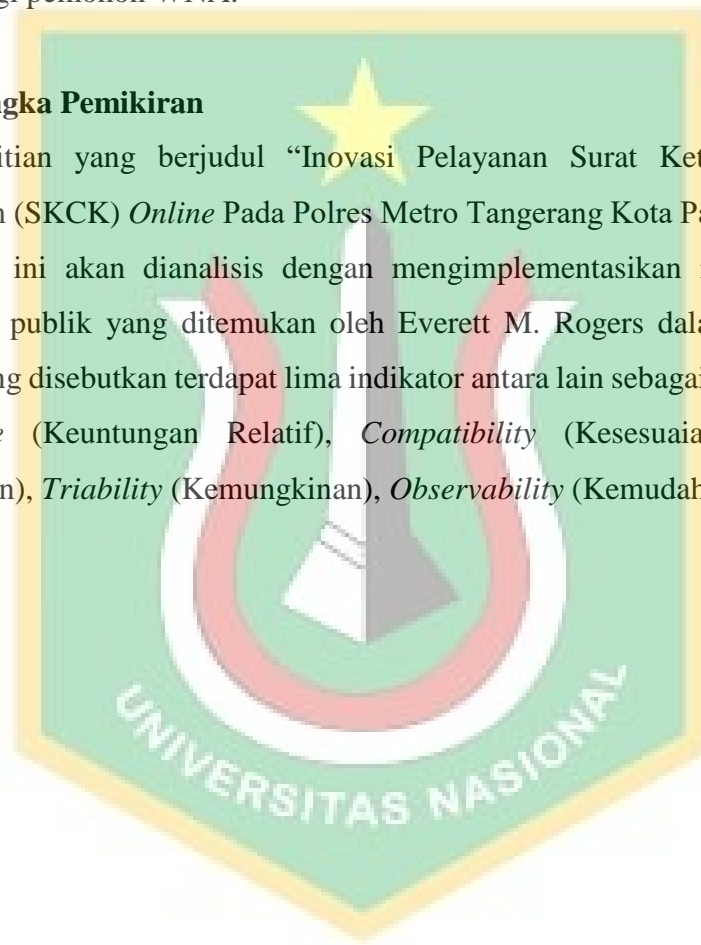 gi pemohon WNA.
ngka Pemikiran
itian yang berjudul “Inovasi Pelayanan Surat Ket
n (SKCK) Online Pada Polres Metro Tangerang Kota Pa
ini akan dianalisis dengan mengimplementasikan
publik yang ditemukan oleh Everett M. Rogers dala
ng disebutkan terdapat lima indikator antara lain sebagai
e (Keuntungan Relatif), Compatibility (Kesesuaia
n), Triability (Kemungkinan), Observability (Kemudah
UNIVERSITAS NASIONAL